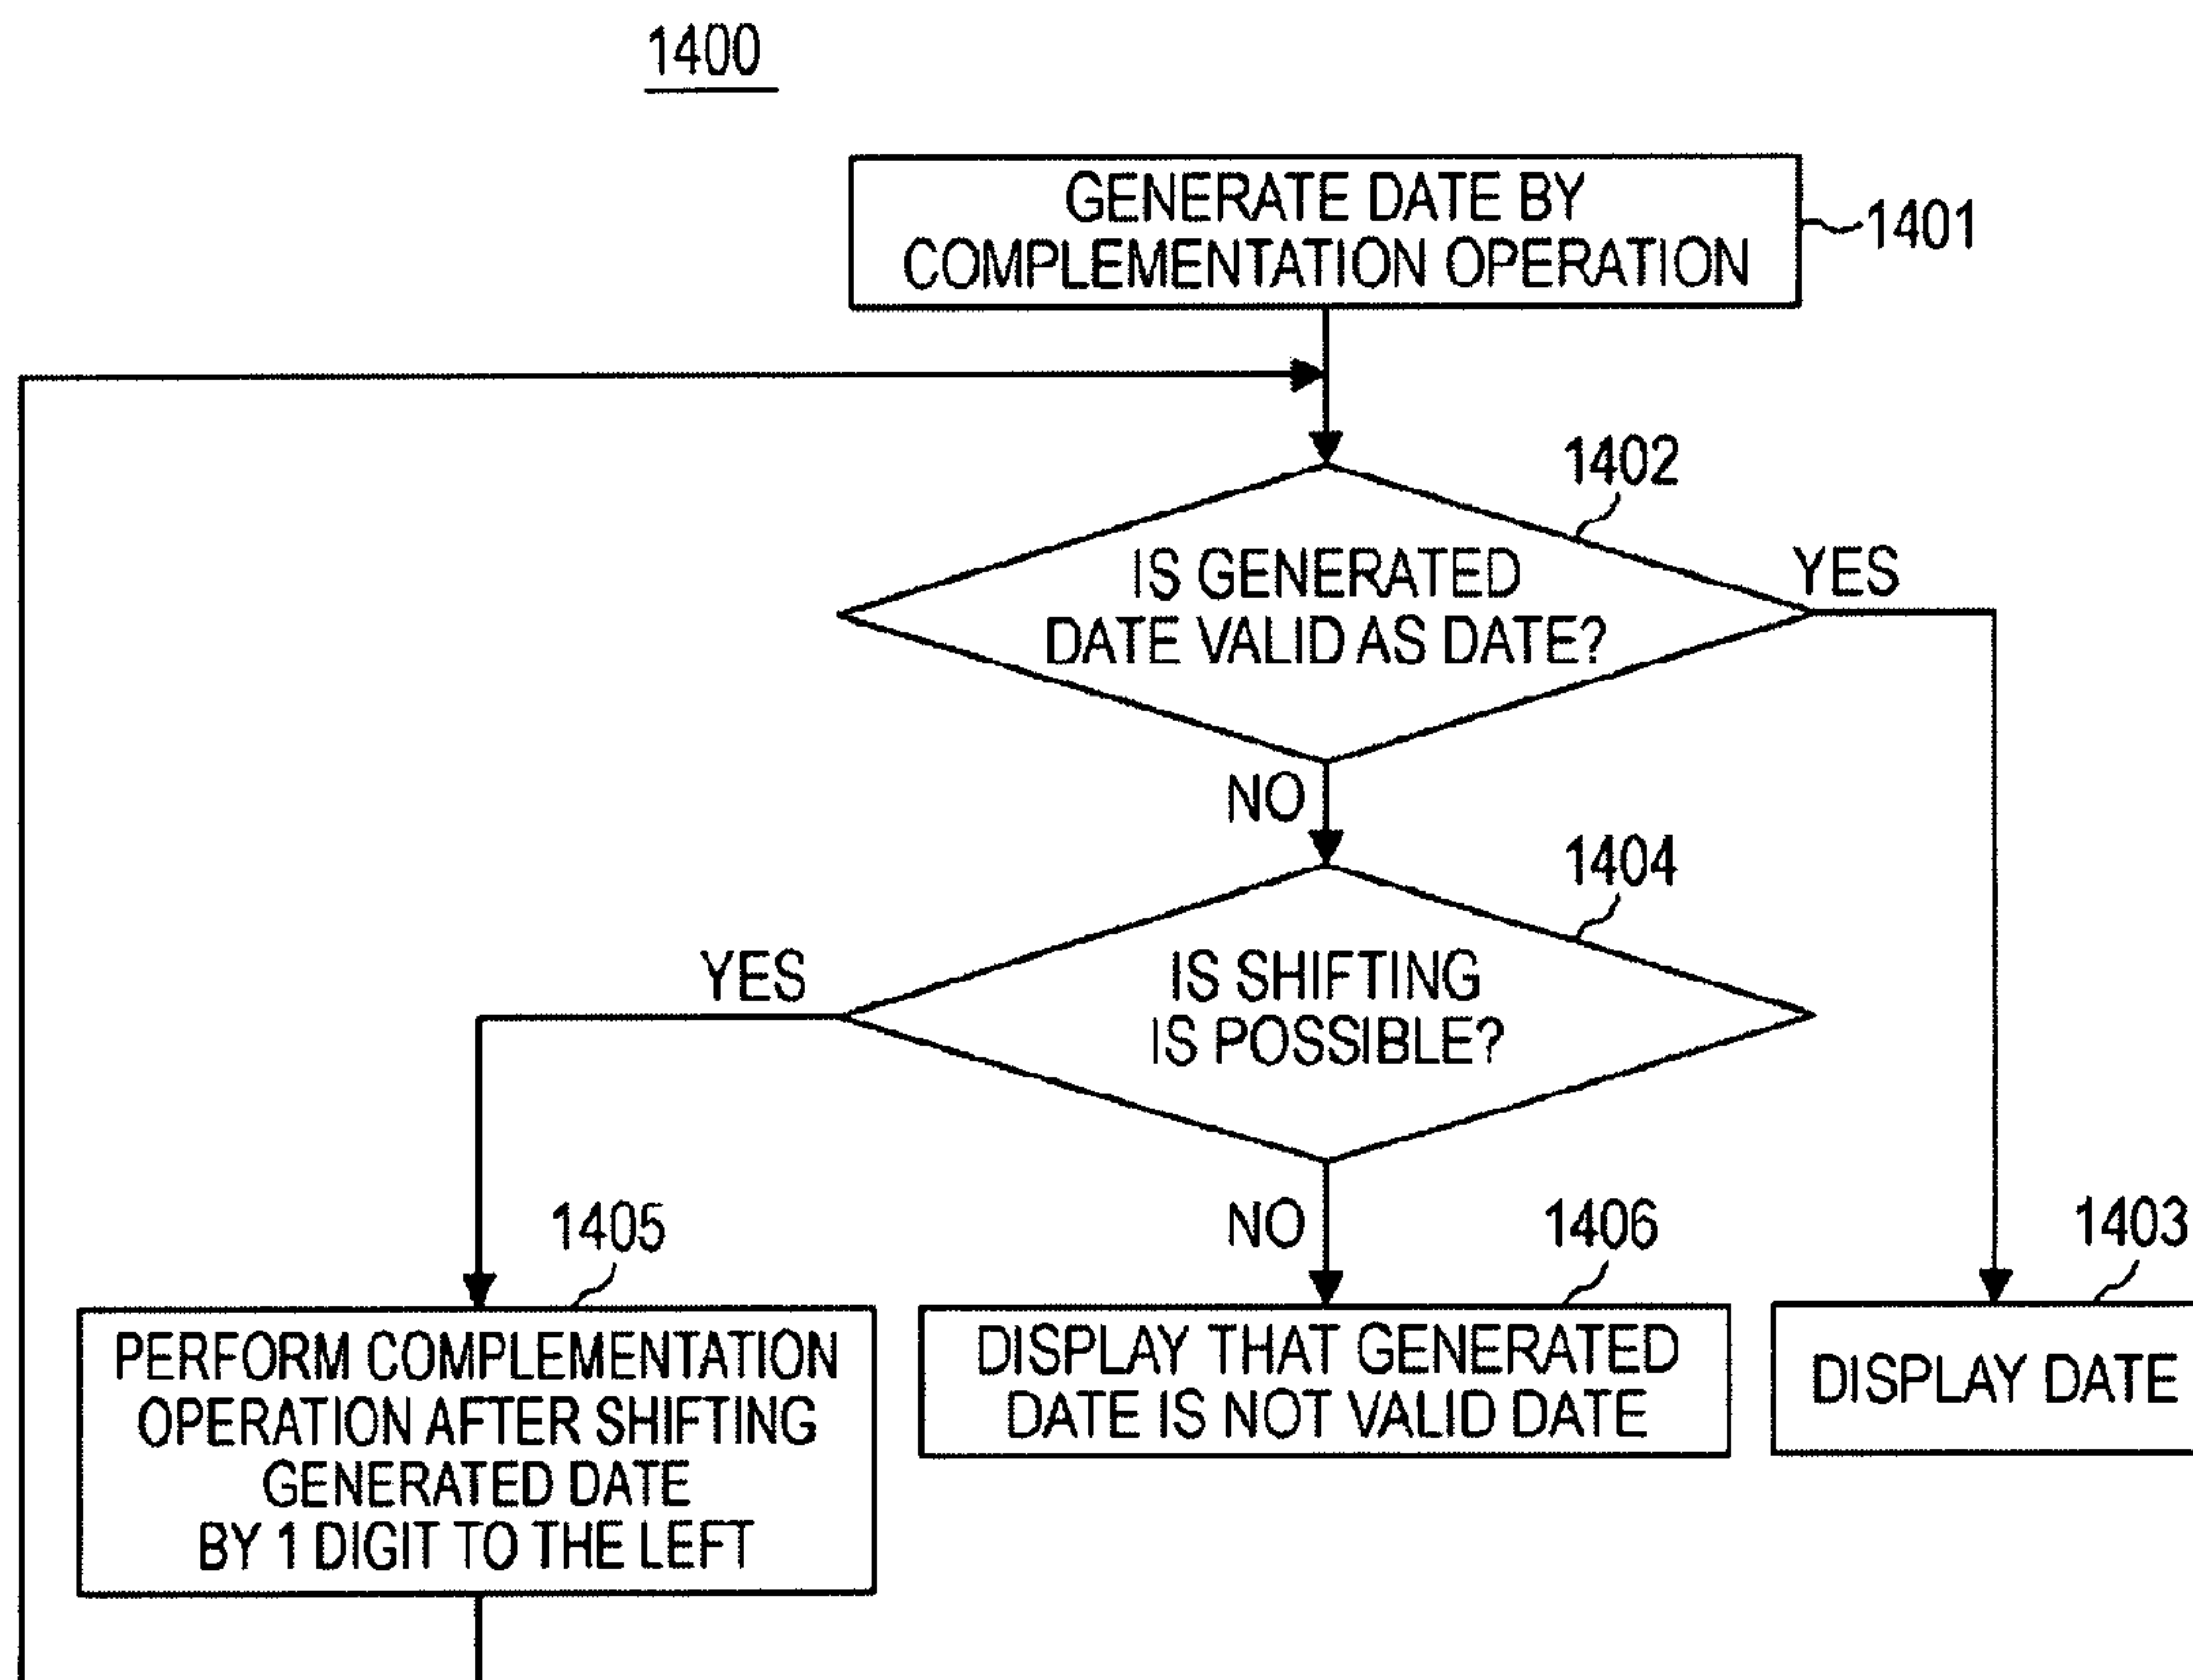 1400
GENERATE DATE BY
COMPLEMENTATION OPERATION
1401
1402
IS GENERATED
DATE VALID AS DATE?
YES
NO
1404
IS SHIFTING
IS POSSIBLE?
YES
NO
1405
PERFORM COMPLEMENTATION
OPERATION AFTER SHIFTING
GENERATED DATE
BY 1 DIGIT TO THE LEFT
1406
DISPLAY THAT GENERATED
DATE IS NOT VALID DATE
1403
DISPLAY DATE